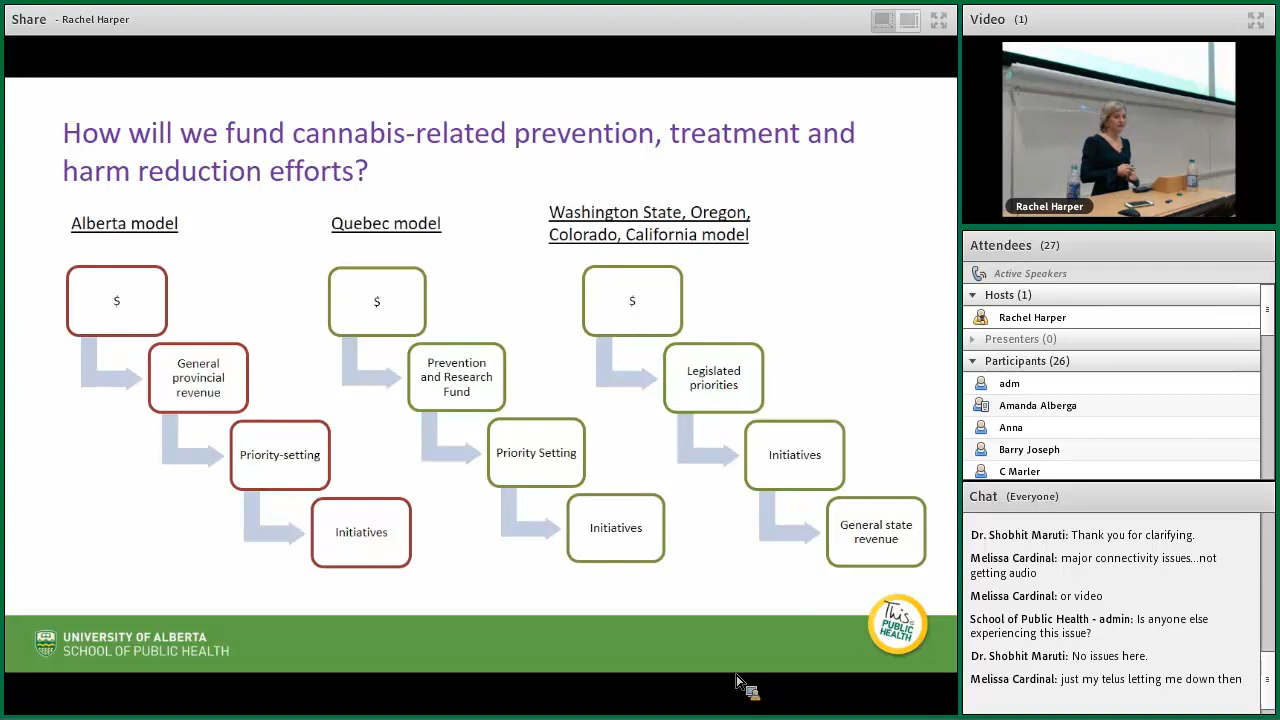 Share - Rachel Harper
How will we fund cannabis-related prevention, treatment and
harm reduction efforts?
Alberta model
$
General
provincial
revenue
Priority-setting
Initiatives
Quebec model
$
Prevention
and Research
Fund
Priority Setting
Initiatives
Washington State, Oregon,
Colorado, California model
$
Legislated
priorities
Initiatives
General state
revenue
UNIVERSITY OF ALBERTA
SCHOOL OF PUBLIC HEALTH
This is
PUBLIC
HEALTH
Video (1)
Rachel Harper
Attendees (27)
Active Speakers
Hosts (1)
Rachel Harper
Presenters (0)
Participants (26)
adm
Amanda Alberga
Anna
Barry Joseph
C Marler
Chat (Everyone)
Dr. Shobhit Maruti: Thank you for clarifying.
Melissa Cardinal: major connectivity issues...not
getting audio
Melissa Cardinal: or video
School of Public Health - admin: Is anyone else
experiencing this issue?
Dr. Shobhit Maruti: No issues here.
Melissa Cardinal: just my telus letting me down then